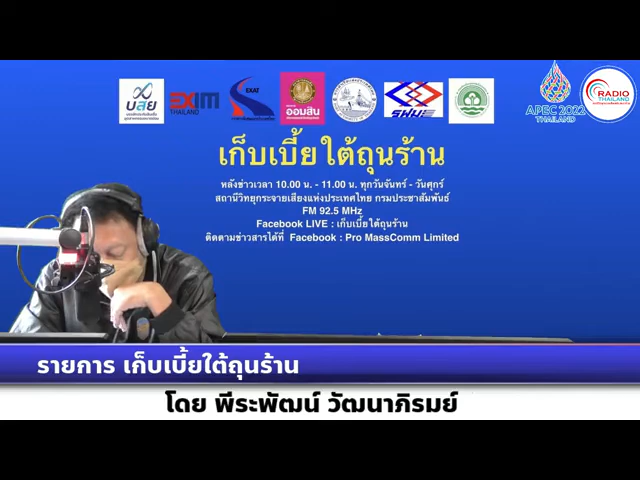 บสย
EXIM
THAILAND
EXAT
ออมสิน
รฟม
APEC 2022
THAILAND
RADIO
THAILAND
เก็บเบี้ยใต้ถุนร้าน
หลังข่าวเวลา 10.00 น. - 11.00 น. ทุกวันจันทร์ - วันศุกร์
สถานีวิทยุกระจายเสียงแห่งประเทศไทย กรมประชาสัมพันธ์
FM 92.5 MHz
Facebook LIVE : เก็บเบี้ยใต้ถุนร้าน
ติดตามข่าวสารได้ที่ Facebook : Pro MassComm Limited
รายการ เก็บเบี้ยใต้ถุนร้าน
โดย พีระพัฒน์ วัฒนาภิรมย์